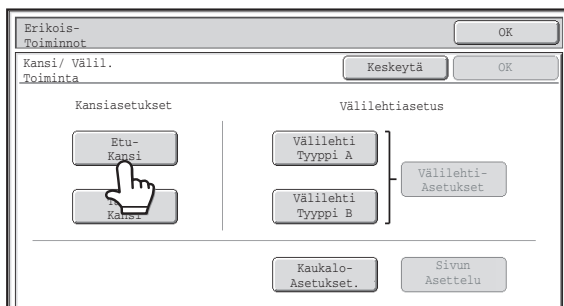 Erikois-
Toiminnot
OK
Kansi/ Välil.
Toiminta
Keskeytä
OK
Kansiasetukset
Välilehtiasetus
Etu-
Kansi
Välilehti
Tyyppi A
Välilehti-
Asetukset
Kansi
Välilehti
Tyyppi B
Kaukalo-
Asetukset.
Sivun
Asettelu